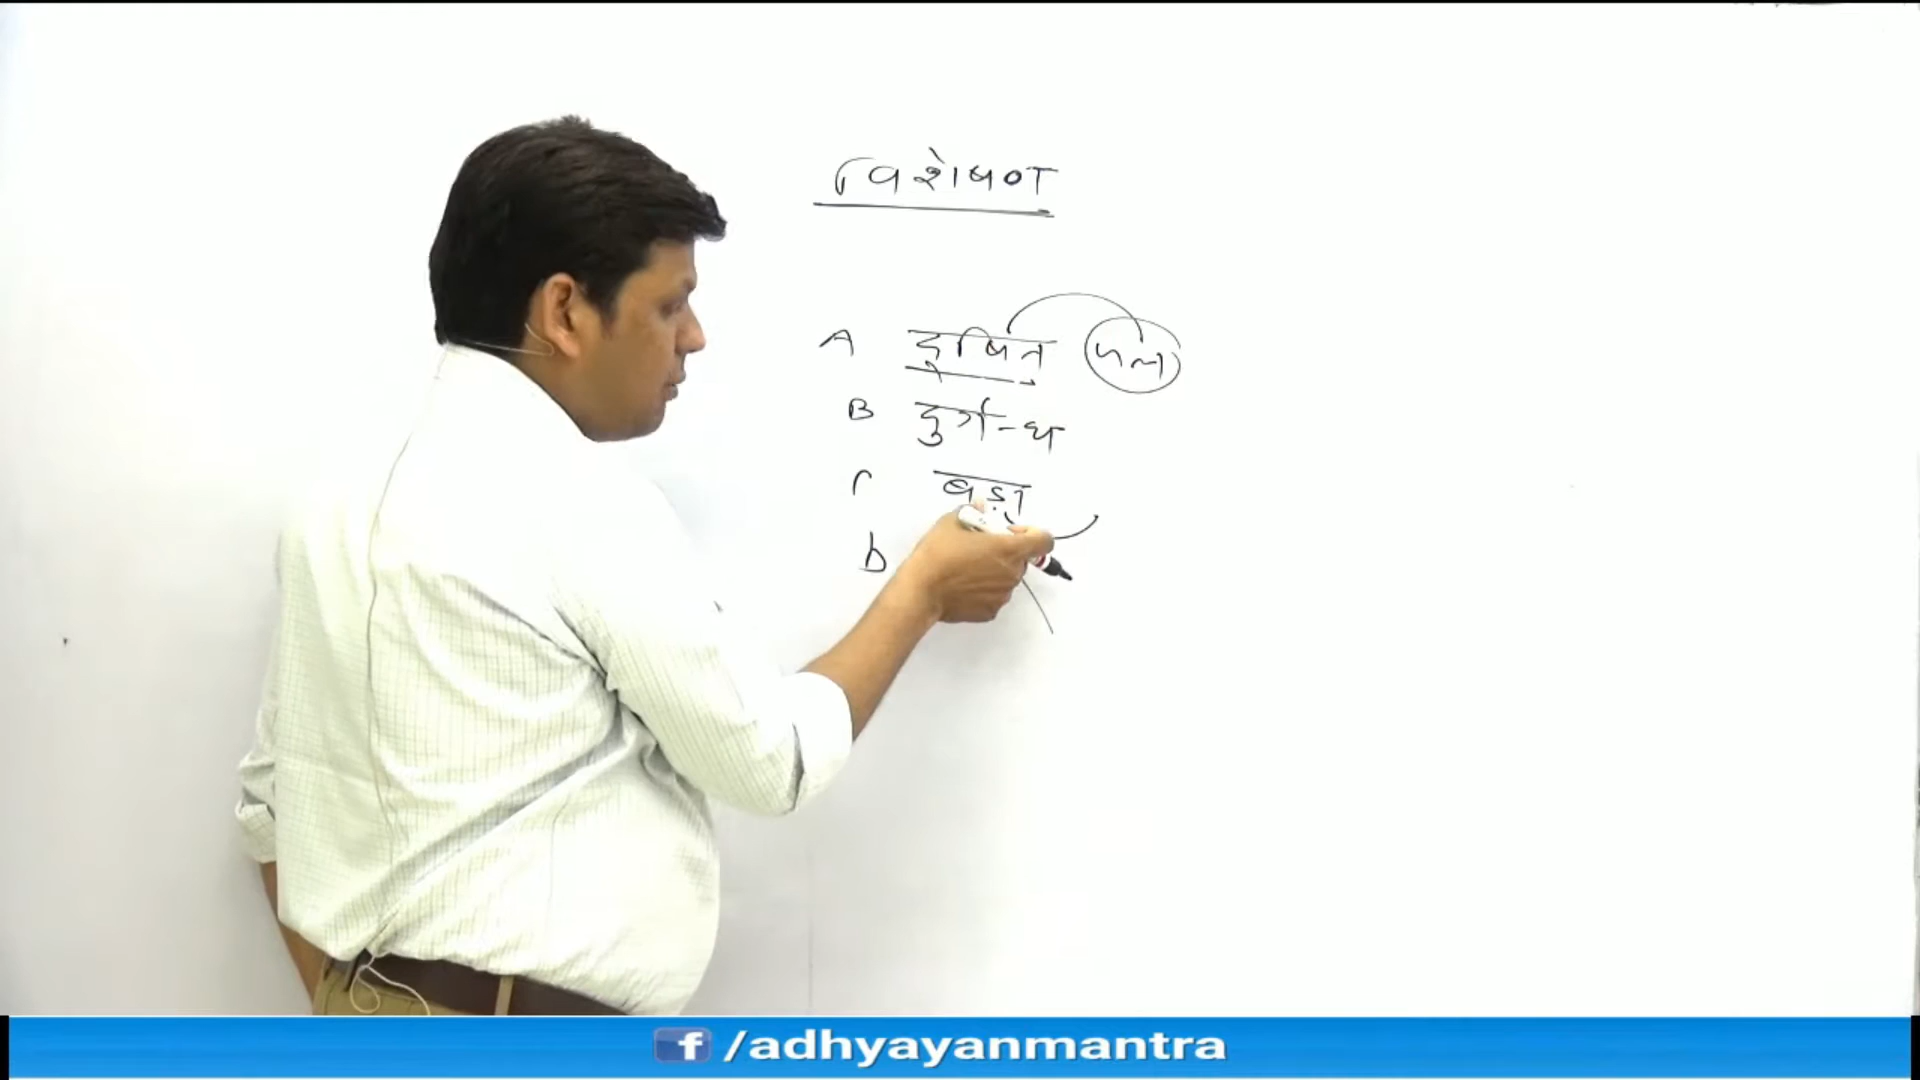 विशेषण
A दूषित जल
B दुर्गन्ध
C बड़ा
D
f /adhyayanmantra